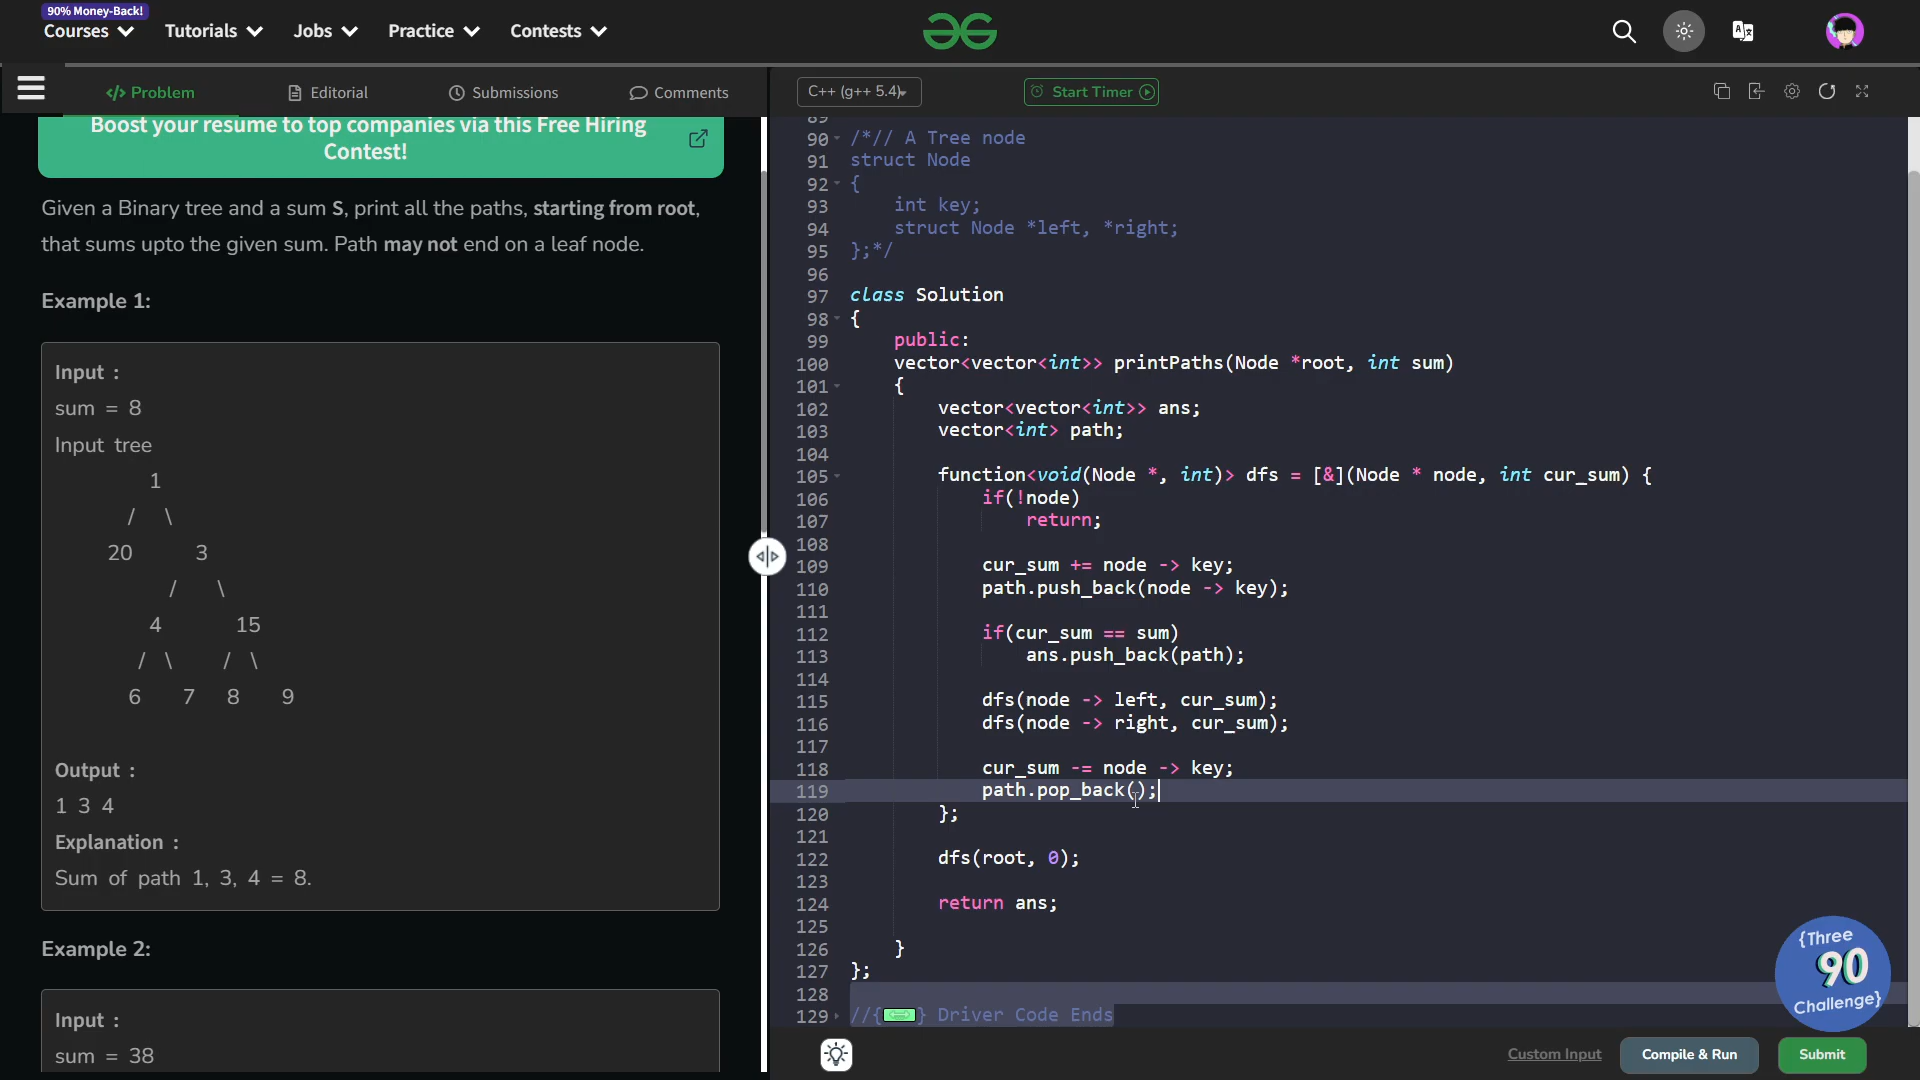 90% Money-Back!
Courses Tutorials Jobs Practice Contests
Problem Editorial Submissions Comments
C++ (g++ 5.4) Start Timer
Boost your resume to top companies via this Free Hiring
Contest!
Given a Binary tree and a sum S, print all the paths, starting from root,
that sums upto the given sum. Path may not end on a leaf node.
Example 1:
Input :
sum = 8
Input tree
1
/ \
20 3
/ \
4 15
/ \ / \
6 7 8 9
Output :
1 3 4
Explanation :
Sum of path 1, 3, 4 = 8.
Example 2:
Input :
sum = 38
89
90 /*// A Tree node
91 struct Node
92 {
93 int key;
94 struct Node *left, *right;
95 };*/
96
97 class Solution
98 {
99 public:
100 vector<vector<int>> printPaths(Node *root, int sum)
101 {
102 vector<vector<int>> ans;
103 vector<int> path;
104
105 function<void(Node *, int)> dfs = [&](Node * node, int cur_sum) {
106 if(!node)
107 return;
108
109 cur_sum += node -> key;
110 path.push_back(node -> key);
111
112 if(cur_sum == sum)
113 ans.push_back(path);
114
115 dfs(node -> left, cur_sum);
116 dfs(node -> right, cur_sum);
117
118 cur_sum -= node -> key;
119 path.pop_back();
120 };
121
122 dfs(root, 0);
123
124 return ans;
125
126 }
127 };
128
129 //{ } Driver Code Ends
{Three
90
Challenge}
Custom Input Compile & Run Submit